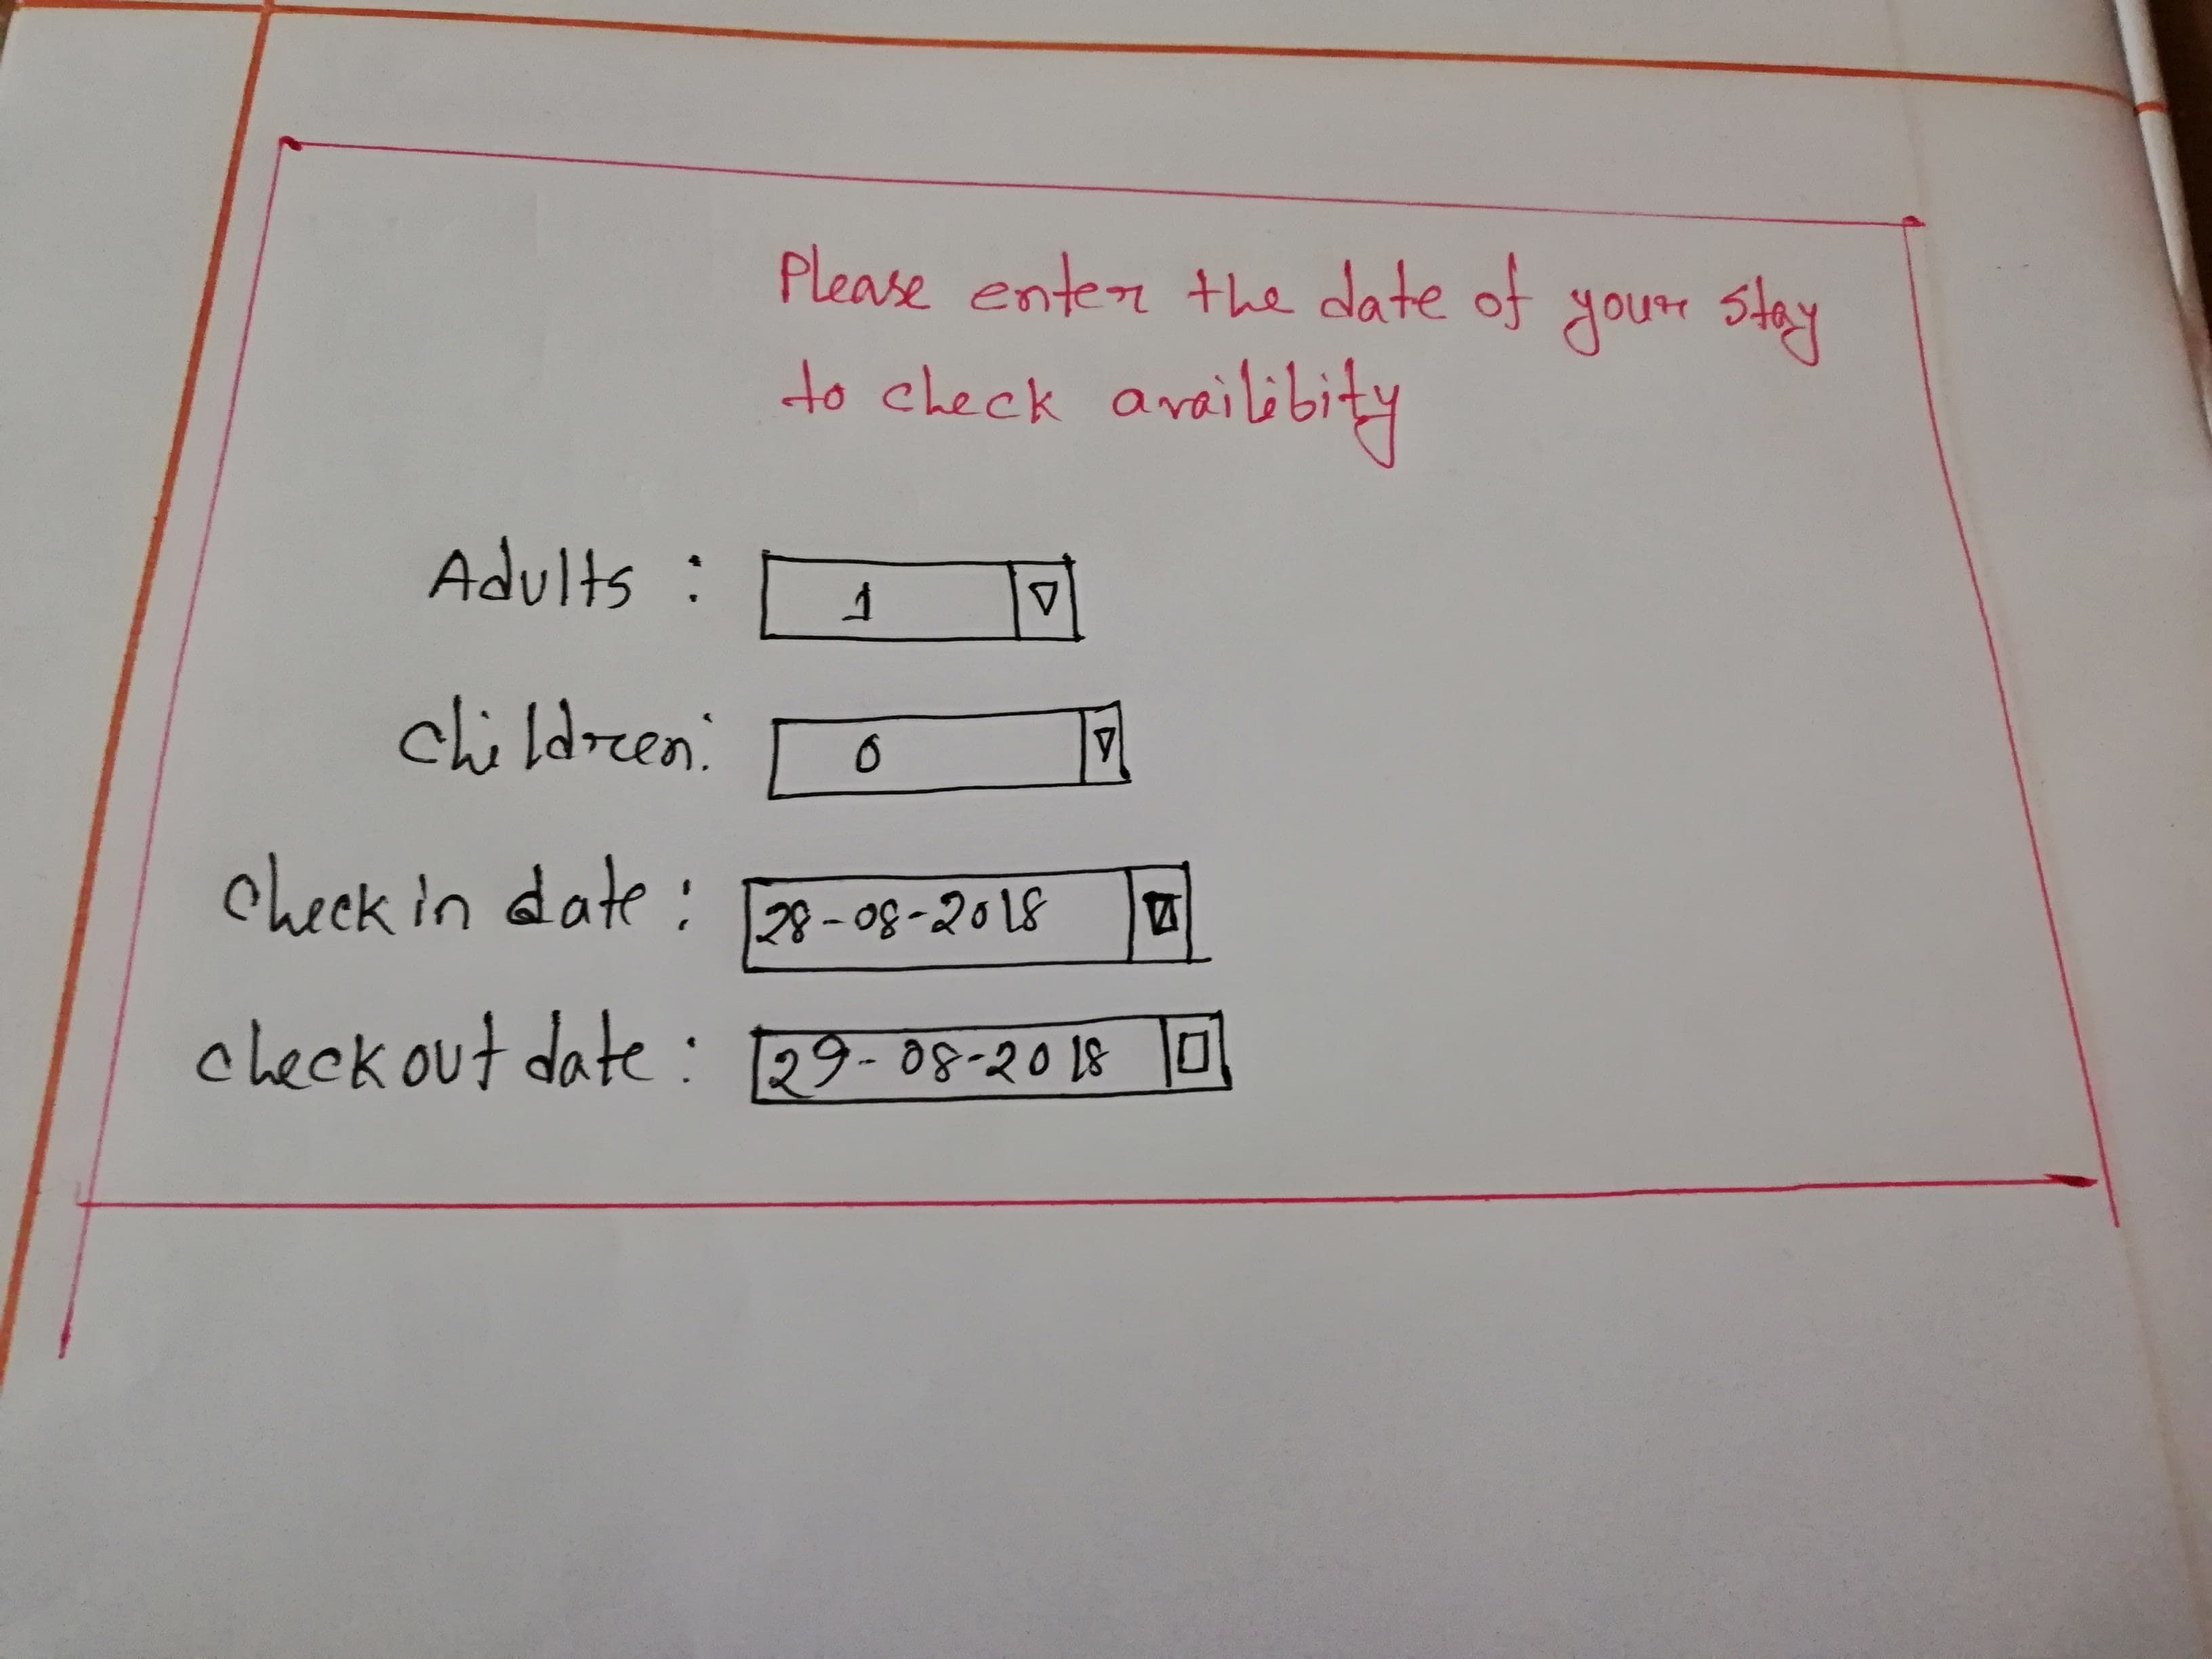 Please enter the date of your stay
to check availibity
Adults : 1
Children: 0
Check in date : 28-08-2018
check out date : 29-08-2018